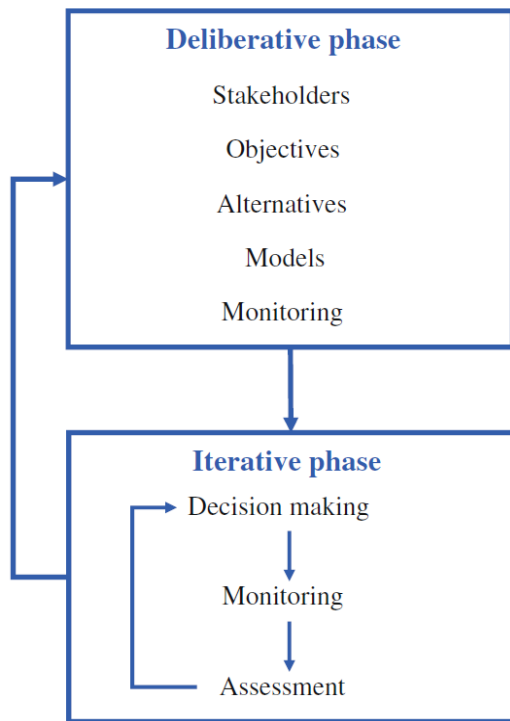 Deliberative phase
Stakeholders
Objectives
Alternatives
Models
Monitoring
Iterative phase
Decision making
Monitoring
Assessment